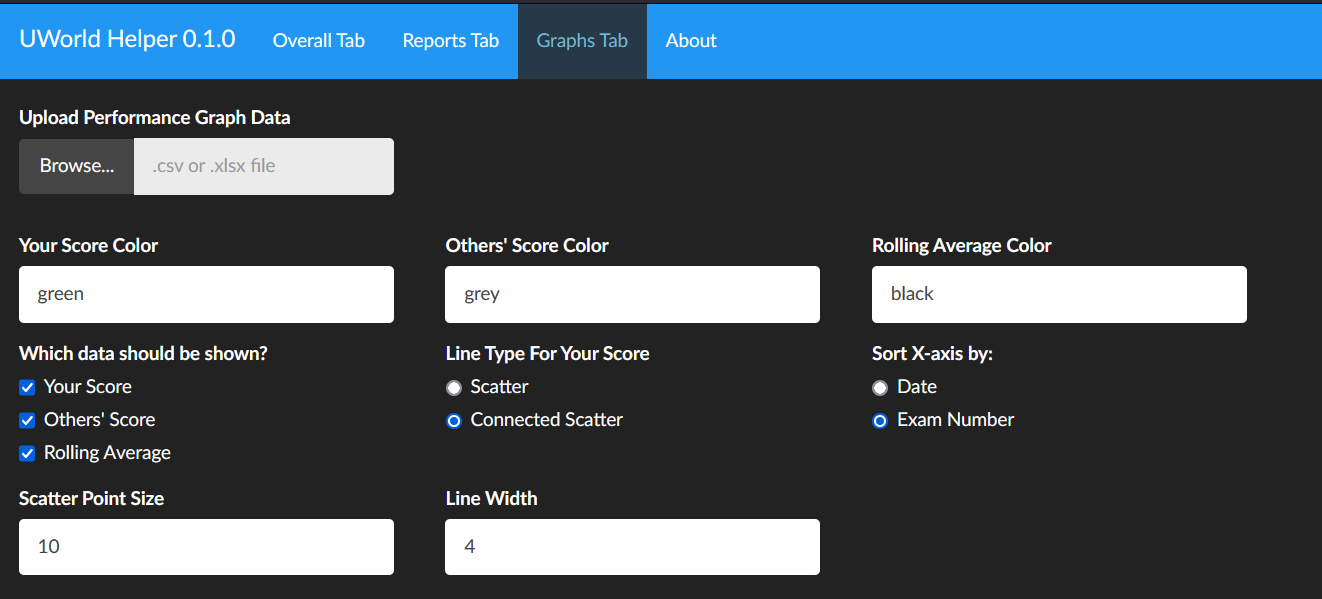 UWorld Helper 0.1.0 Overall Tab Reports Tab Graphs Tab About
Upload Performance Graph Data
Browse... .csv or .xlsx file
Your Score Color Others' Score Color Rolling Average Color
green grey black
Which data should be shown? Line Type For Your Score Sort X-axis by:
Your Score Scatter Date
Others' Score Connected Scatter Exam Number
Rolling Average
Scatter Point Size Line Width
10 4